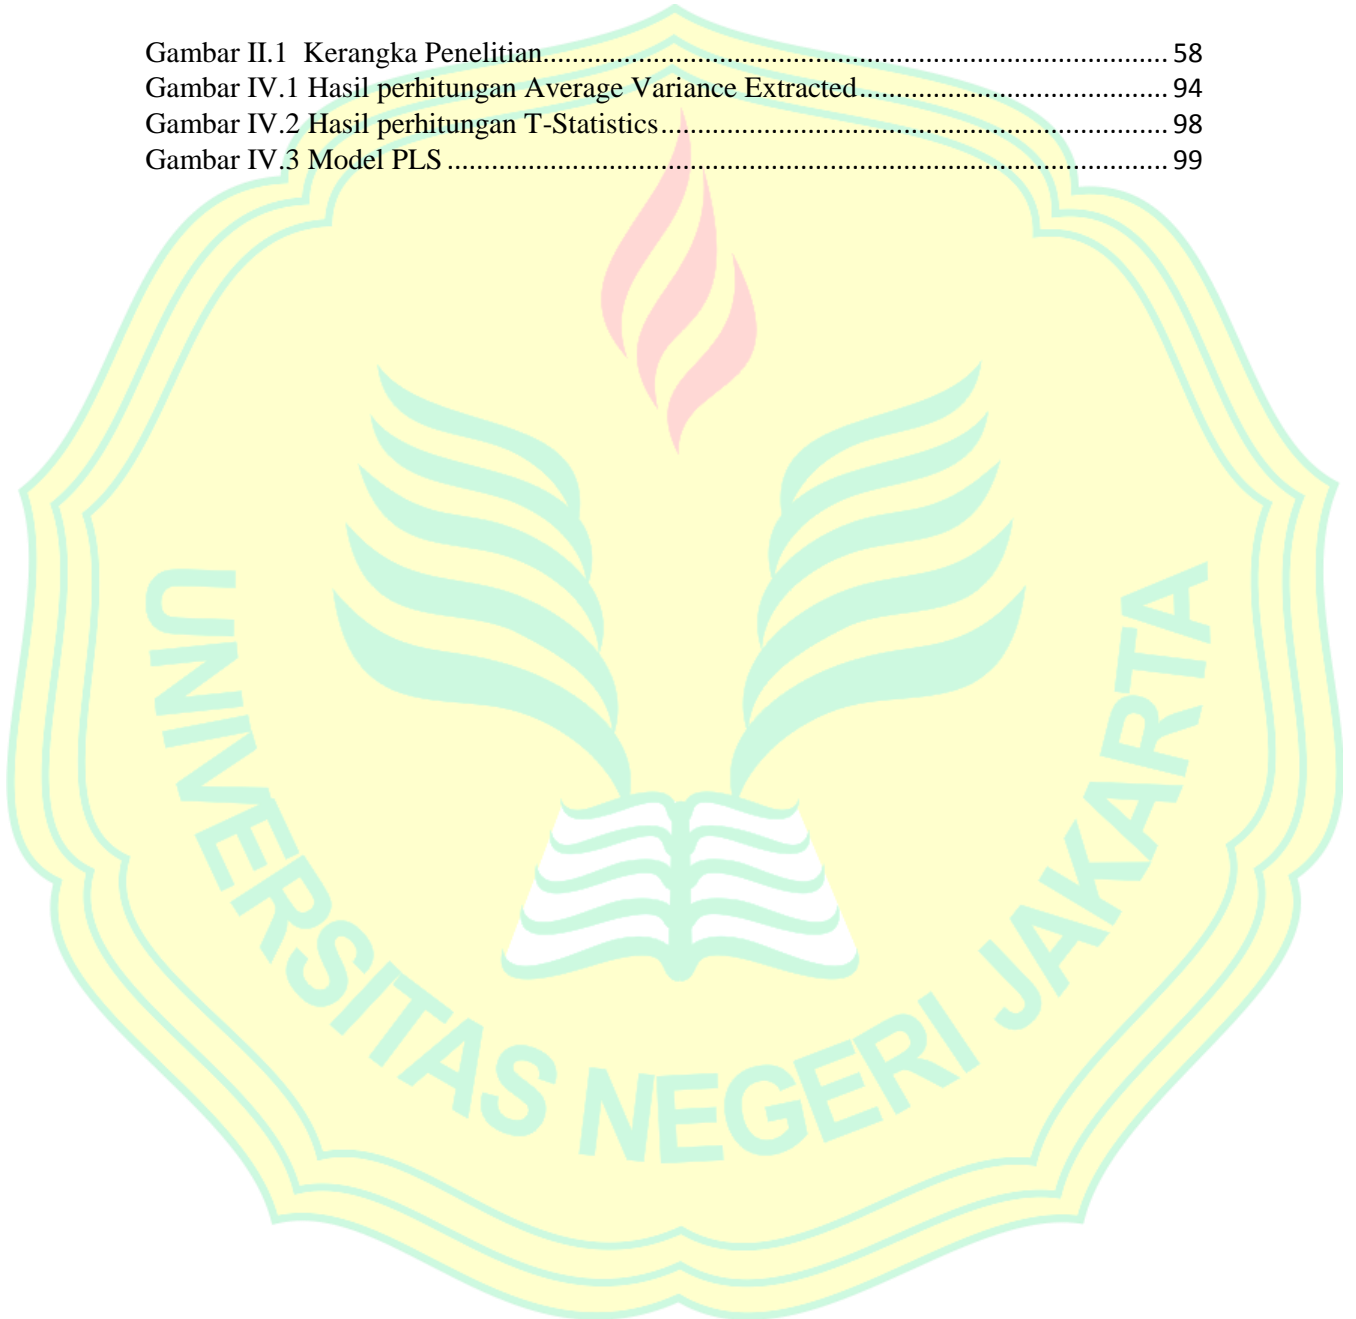 Gambar II.1  Kerangka Penelitian.................................................................................... 58
Gambar IV.1 Hasil perhitungan Average Variance Extracted......................................... 94
Gambar IV.2 Hasil perhitungan T-Statistics.................................................................... 98
Gambar IV.3 Model PLS ................................................................................................ 99
UNIVERSITAS NEGERI JAKARTA